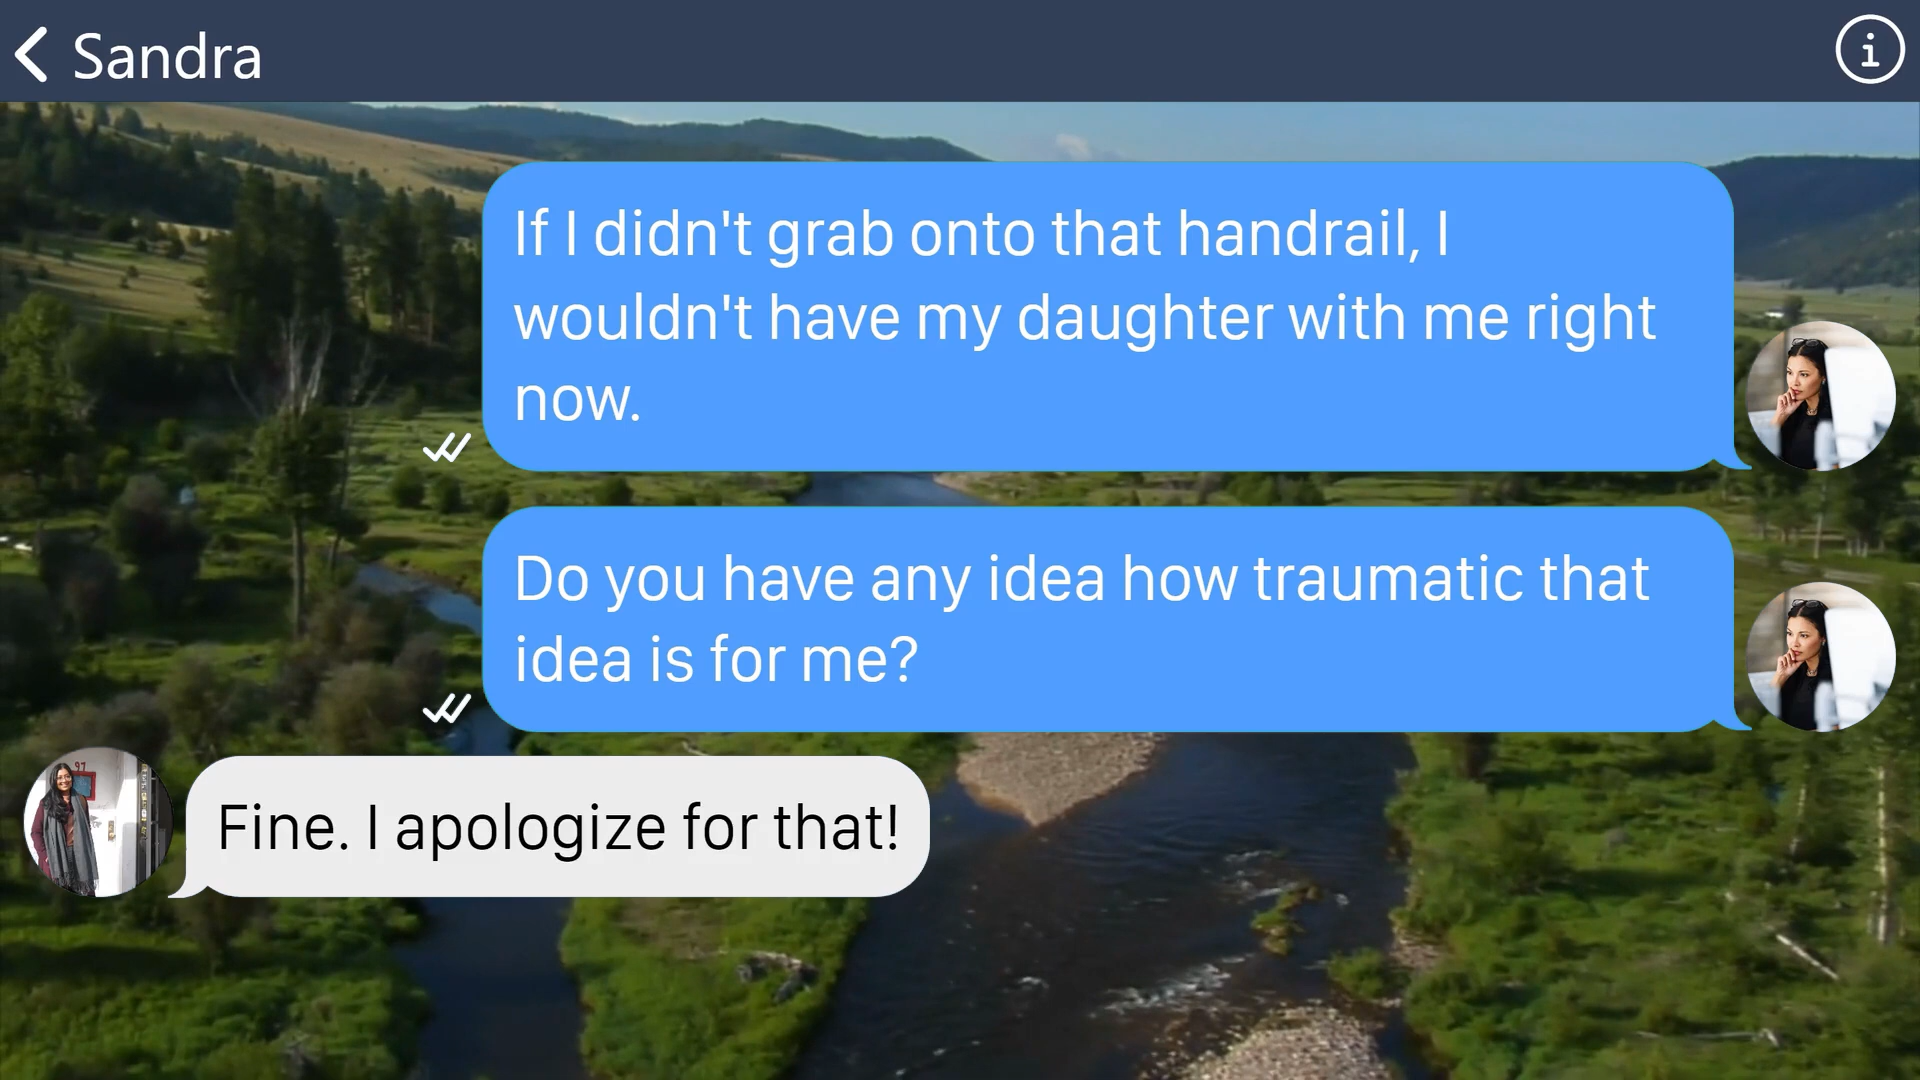 Sandra
If I didn't grab onto that handrail, I
wouldn't have my daughter with me right
now.
Do you have any idea how traumatic that
idea is for me?
97
Fine. I apologize for that!